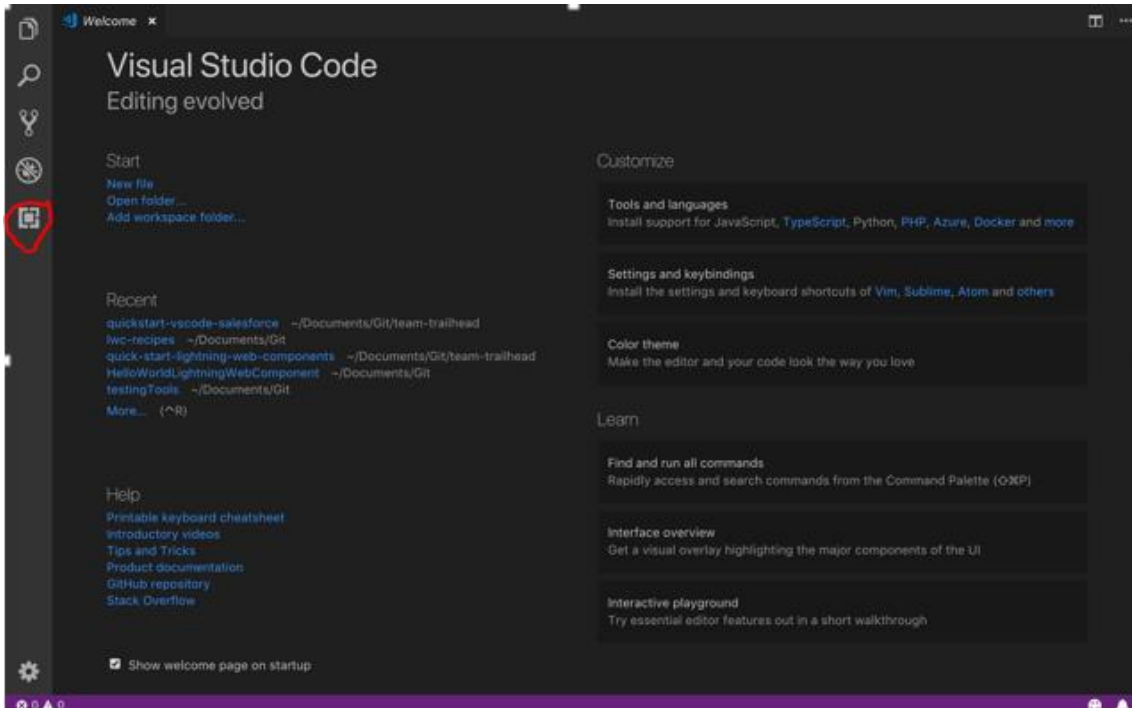 Welcome ×
Visual Studio Code
Editing evolved
Start
New file
Open folder...
Add workspace folder...
Recent
quickstart-vscode-salesforce ~/Documents/Git/team-trailhead
lwc-recipes ~/Documents/Git
quick-start-lightning-web-components ~/Documents/Git/team-trailhead
HelloWorldLightningWebComponent ~/Documents/Git
testingTools ~/Documents/Git
More... (^R)
Help
Printable keyboard cheatsheet
Introductory videos
Tips and Tricks
Product documentation
GitHub repository
Stack Overflow
Show welcome page on startup
Customize
Tools and languages
Install support for JavaScript, TypeScript, Python, PHP, Azure, Docker and more
Settings and keybindings
Install the settings and keyboard shortcuts of Vim, Sublime, Atom and others
Color theme
Make the editor and your code look the way you love
Learn
Find and run all commands
Rapidly access and search commands from the Command Palette (⇧⌘P)
Interface overview
Get a visual overlay highlighting the major components of the UI
Interactive playground
Try essential editor features out in a short walkthrough
0 0